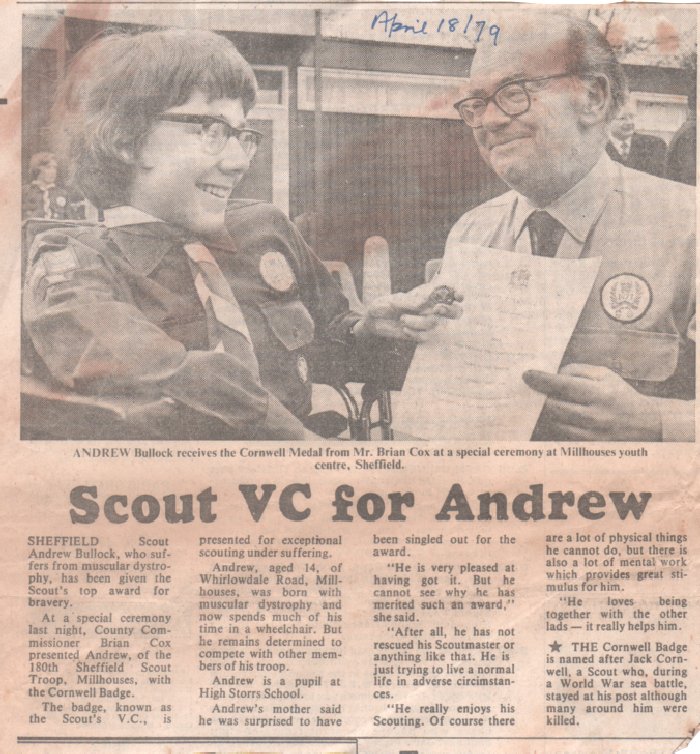 April 18/79
ANDREW Bullock receives the Cornwell Medal from Mr. Brian Cox at a special ceremony at Millhouses youth
centre, Sheffield.
Scout VC for Andrew
SHEFFIELD Scout
Andrew Bullock, who suf-
fers from muscular dystro-
phy, has been given the
Scout's top award for
bravery.
At a special ceremony
last night, County Com-
missioner Brian Cox
presented Andrew, of the
180th Sheffield Scout
Troop, Millhouses, with
the Cornwell Badge.
The badge, known as
the Scout's V.C., is
presented for exceptional
scouting under suffering.
Andrew, aged 14, of
Whirlowdale Road, Mill-
houses, was born with
muscular dystrophy and
now spends much of his
time in a wheelchair. But
he remains determined to
compete with other mem-
bers of his troop.
Andrew is a pupil at
High Storrs School.
Andrew's mother said
he was surprised to have
been singled out for the
award.
"He is very pleased at
having got it. But he
cannot see why he has
merited such an award,"
she said.
"After all, he has not
rescued his Scoutmaster or
anything like that. He is
just trying to live a normal
life in adverse circumstan-
ces.
"He really enjoys his
Scouting. Of course there
are a lot of physical things
he cannot do, but there is
also a lot of mental work
which provides great sti-
mulus for him.
"He loves being
together with the other
lads — it really helps him.
★ THE Cornwell Badge
is named after Jack Corn-
well, a Scout who, during
a World War sea battle,
stayed at his post although
many around him were
killed.